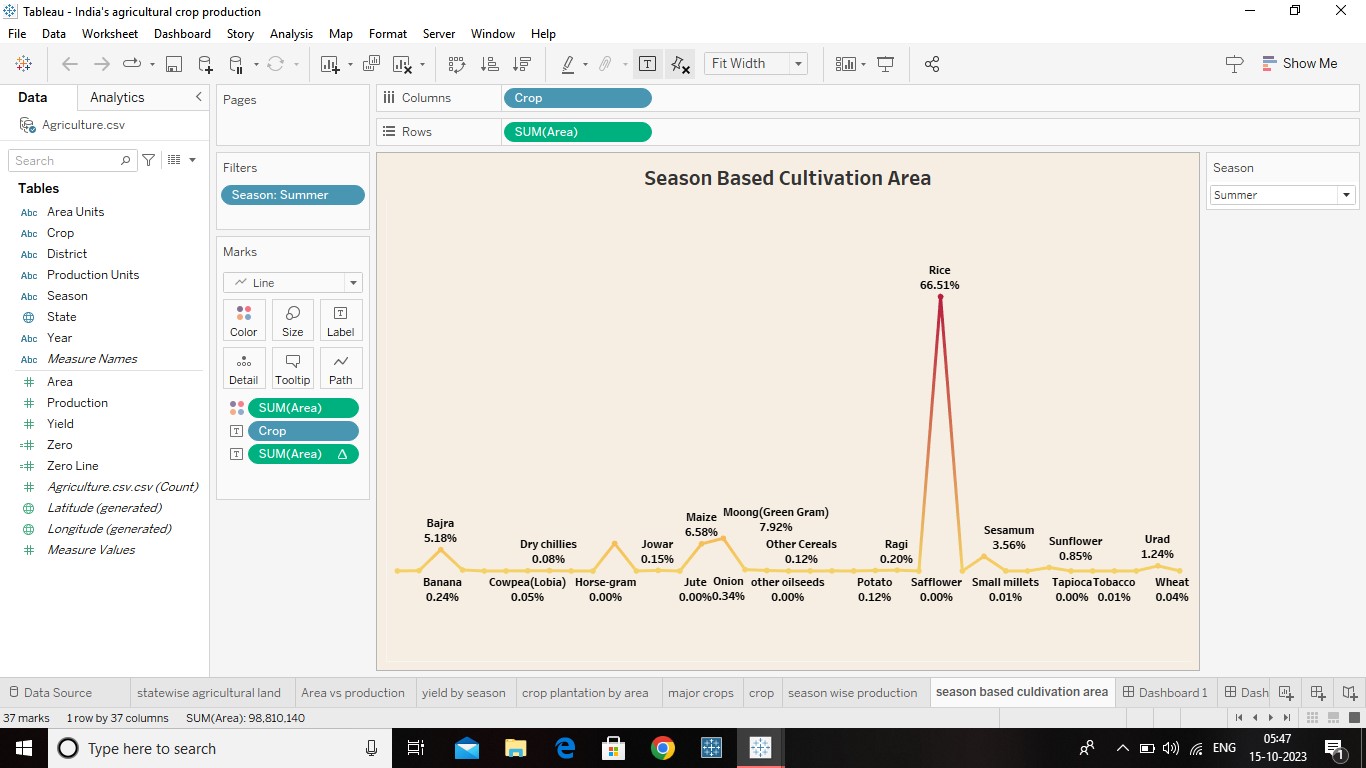 Tableau - India's agricultural crop production
File Data Worksheet Dashboard Story Analysis Map Format Server Window Help
Fit Width
Show Me
Data Analytics
Agriculture.csv
Search
Tables
Abc Area Units
Abc Crop
Abc District
Abc Production Units
Abc Season
State
Abc Year
Abc Measure Names
Area
Production
Yield
Zero
Zero Line
Agriculture.csv.csv (Count)
Latitude (generated)
Longitude (generated)
Measure Values
Pages
Filters
Season: Summer
Marks
Line
Color Size Label
Detail Tooltip Path
SUM(Area)
Crop
SUM(Area) Δ
Columns Crop
Rows SUM(Area)
Season Based Cultivation Area
Rice
66.51%
Bajra
5.18%
Dry chillies
0.08%
Jowar
0.15%
Maize
6.58%
Moong(Green Gram)
7.92%
Other Cereals
0.12%
Ragi
0.20%
Sesamum
3.56%
Sunflower
0.85%
Urad
1.24%
Banana
0.24%
Cowpea(Lobia)
0.05%
Horse-gram
0.00%
Jute
0.00%
Onion
0.34%
other oilseeds
0.00%
Potato
0.12%
Safflower
0.00%
Small millets
0.01%
Tapioca
0.00%
Tobacco
0.01%
Wheat
0.04%
Season
Summer
Data Source statewise agricultural land Area vs production yield by season crop plantation by area major crops crop season wise production season based culdivation area Dashboard 1 Dash
37 marks 1 row by 37 columns SUM(Area): 98,810,140
Type here to search
ENG
05:47
15-10-2023
1